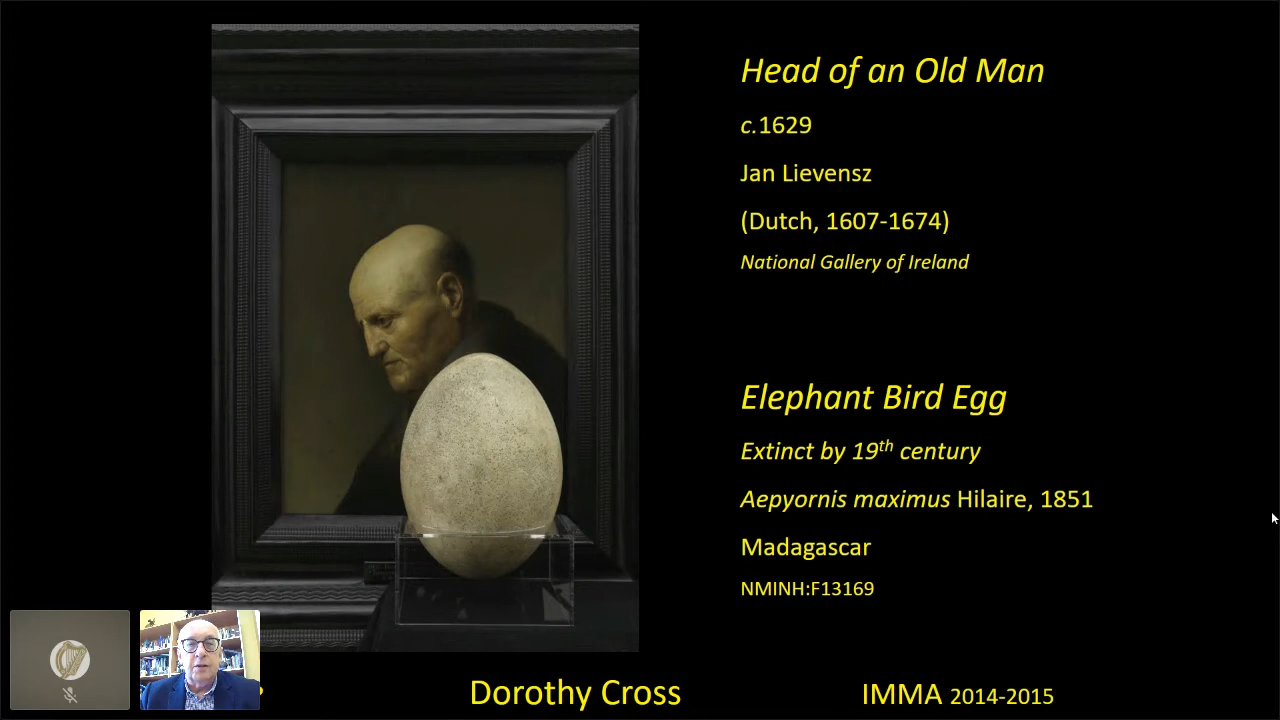 Head of an Old Man
c.1629
Jan Lievensz
(Dutch, 1607-1674)
National Gallery of Ireland
Elephant Bird Egg
Extinct by 19th century
Aepyornis maximus Hilaire, 1851
Madagascar
NMINH:F13169
Dorothy Cross
IMMA 2014-2015